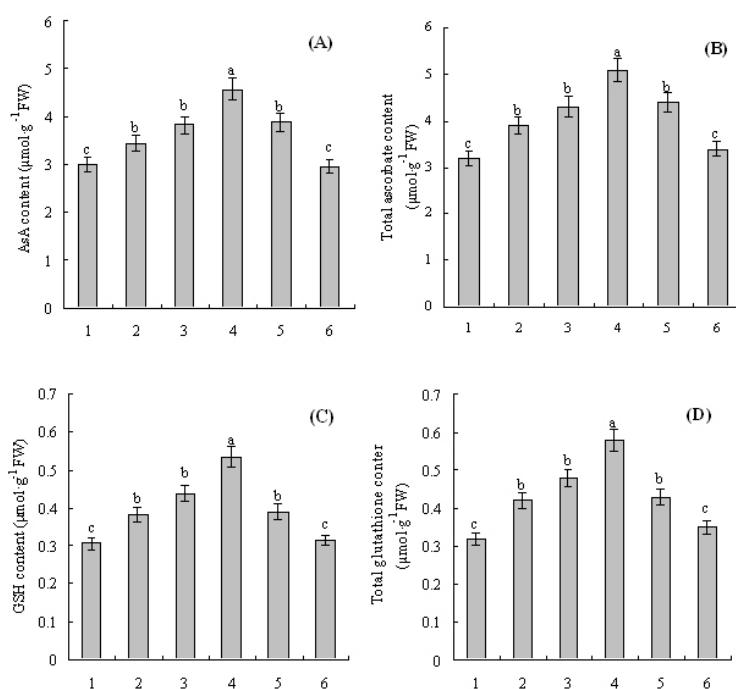 (A)
AsA content (μmol·g⁻¹FW)
6
5
4
3
2
1
0
c
b
b
a
b
c
1 2 3 4 5 6
(B)
Total ascorbate content
(μmol·g⁻¹FW)
6
5
4
3
2
1
0
c
b
b
a
b
c
1 2 3 4 5 6
(C)
GSH content (μmol·g⁻¹FW)
0.7
0.6
0.5
0.4
0.3
0.2
0.1
0
c
b
b
a
b
c
1 2 3 4 5 6
(D)
Total glutathione conter
(μmol·g⁻¹FW)
0.7
0.6
0.5
0.4
0.3
0.2
0.1
0
c
b
b
a
b
c
1 2 3 4 5 6